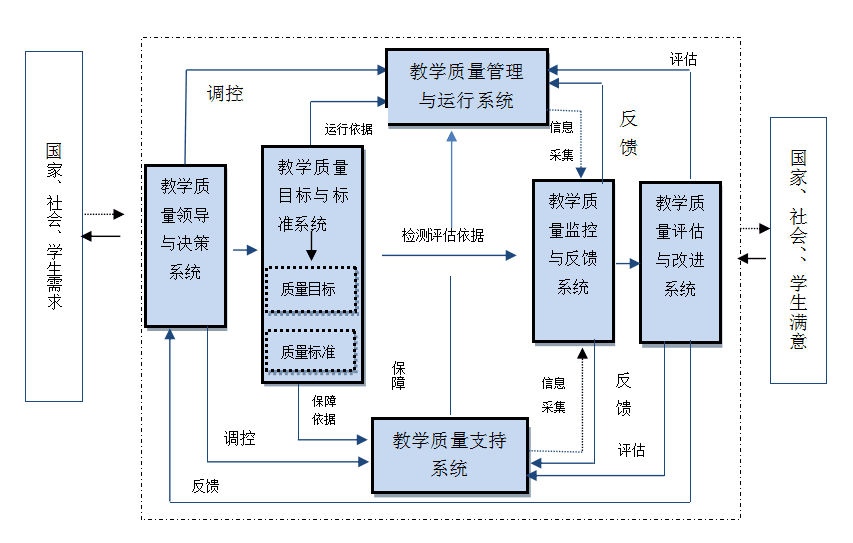 国家、社会、学生需求
调控
教学质量管理
与运行系统
评估
运行依据
信息
采集
反
馈
教学质
量领导
与决策
系统
教学质量
目标与标
准系统
质量目标
质量标准
检测评估依据
教学质
量监控
与反馈
系统
教学质
量评估
与改进
系统
国家、社会、、学生满意
保障
保障
依据
信息
采集
反
馈
调控
教学质量支持
系统
评估
反馈